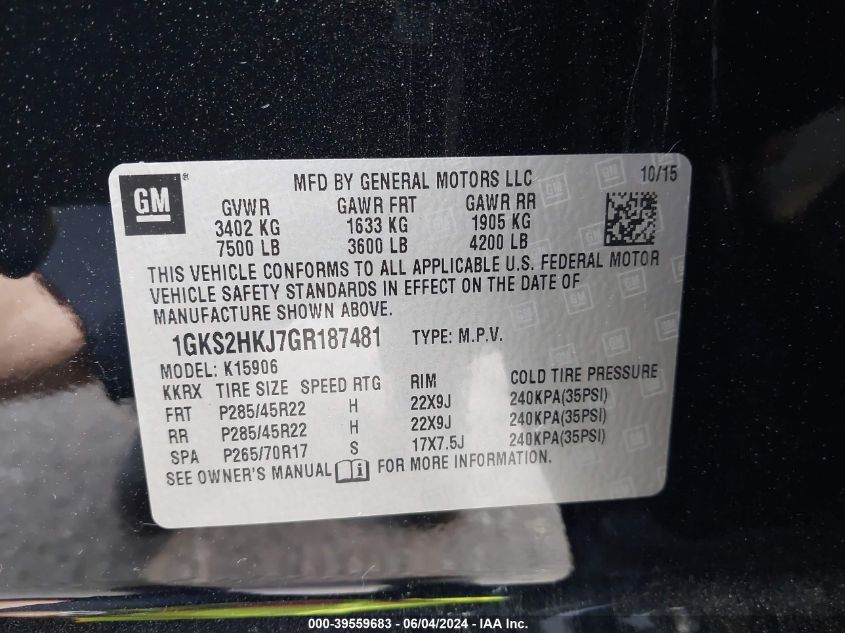 GM ® MFD BY GENERAL MOTORS LLC 10/15
GVWR GAWR FRT GAWR RR
3402 KG 1633 KG 1905 KG
7500 LB 3600 LB 4200 LB
THIS VEHICLE CONFORMS TO ALL APPLICABLE U.S. FEDERAL MOTOR
VEHICLE SAFETY STANDARDS IN EFFECT ON THE DATE OF
MANUFACTURE SHOWN ABOVE.
1GKS2HKJ7GR187481 TYPE: M.P.V.
MODEL: K15906
KKRX TIRE SIZE SPEED RTG RIM COLD TIRE PRESSURE
FRT P285/45R22 H 22X9J 240KPA(35PSI)
RR P285/45R22 H 22X9J 240KPA(35PSI)
SPA P265/70R17 S 17X7.5J 240KPA(35PSI)
SEE OWNER'S MANUAL i FOR MORE INFORMATION.
000-39559683 - 06/04/2024 - IAA Inc.